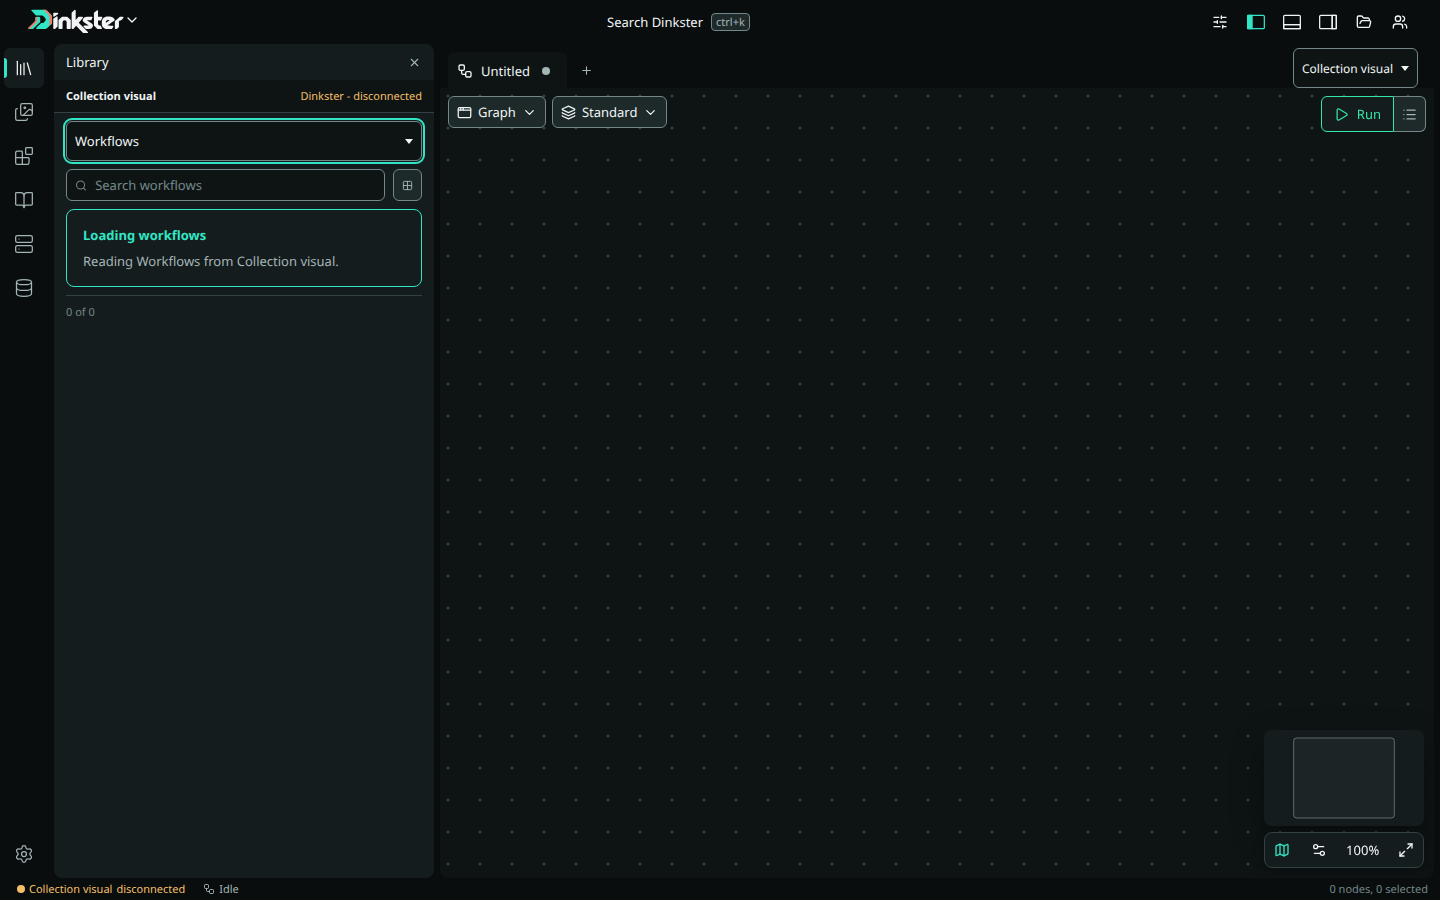 Dinkster
Search Dinkster ctrl+k
Library
Collection visual Dinkster - disconnected
Workflows
Search workflows
Loading workflows
Reading Workflows from Collection visual.
0 of 0
Untitled
Collection visual
Graph Standard
Run
100%
Collection visual disconnected Idle
0 nodes, 0 selected